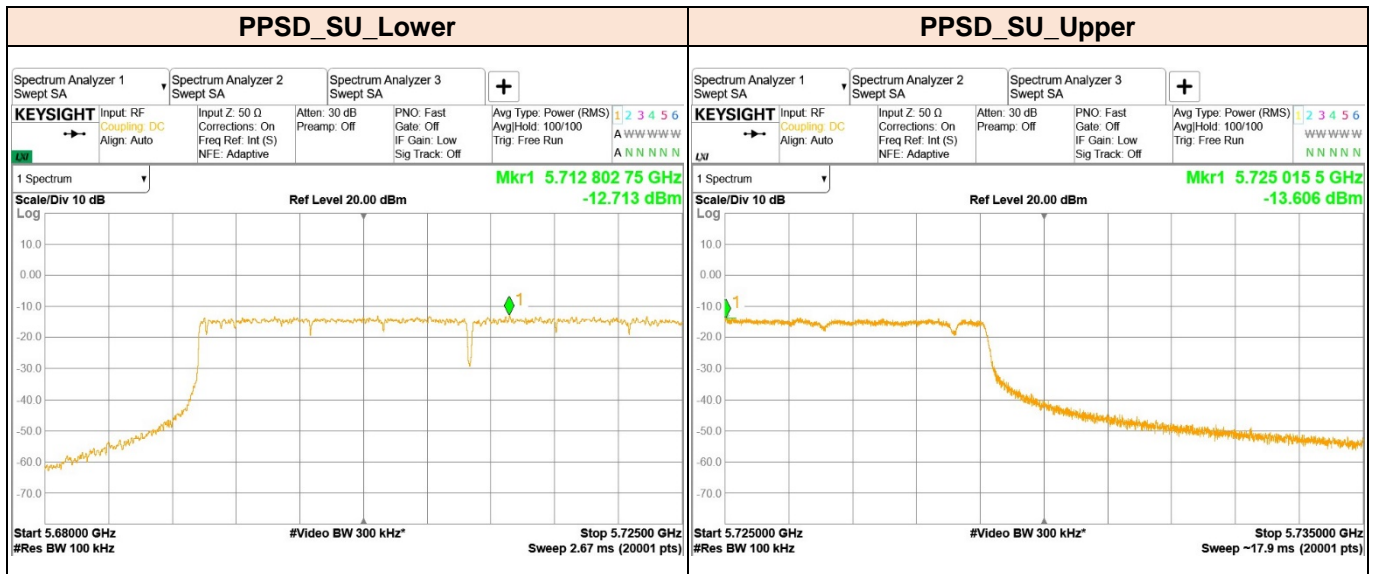 PPSD_SU_Lower
PPSD_SU_Upper
Spectrum Analyzer 1
Swept SA
Spectrum Analyzer 2
Swept SA
Spectrum Analyzer 3
Swept SA
+
KEYSIGHT
LXI
Input: RF
Coupling: DC
Align: Auto
Input Z: 50 Ω
Corrections: On
Freq Ref: Int (S)
NFE: Adaptive
Atten: 30 dB
Preamp: Off
PNO: Fast
Gate: Off
IF Gain: Low
Sig Track: Off
Avg Type: Power (RMS)
Avg|Hold: 100/100
Trig: Free Run
1 2 3 4 5 6
A W W W W W
A N N N N N
1 Spectrum
Mkr1 5.712 802 75 GHz
-12.713 dBm
Scale/Div 10 dB
Ref Level 20.00 dBm
Log
10.0
0.00
-10.0
-20.0
-30.0
-40.0
-50.0
-60.0
-70.0
1
Start 5.68000 GHz
#Res BW 100 kHz
#Video BW 300 kHz*
Stop 5.72500 GHz
Sweep 2.67 ms (20001 pts)
Spectrum Analyzer 1
Swept SA
Spectrum Analyzer 2
Swept SA
Spectrum Analyzer 3
Swept SA
+
KEYSIGHT
LXI
Input: RF
Coupling: DC
Align: Auto
Input Z: 50 Ω
Corrections: On
Freq Ref: Int (S)
NFE: Adaptive
Atten: 30 dB
Preamp: Off
PNO: Fast
Gate: Off
IF Gain: Low
Sig Track: Off
Avg Type: Power (RMS)
Avg|Hold: 100/100
Trig: Free Run
1 2 3 4 5 6
W W W W W
N N N N N
1 Spectrum
Mkr1 5.725 015 5 GHz
-13.606 dBm
Scale/Div 10 dB
Ref Level 20.00 dBm
Log
10.0
0.00
-10.0
-20.0
-30.0
-40.0
-50.0
-60.0
-70.0
1
Start 5.725000 GHz
#Res BW 100 kHz
#Video BW 300 kHz*
Stop 5.735000 GHz
Sweep ~17.9 ms (20001 pts)